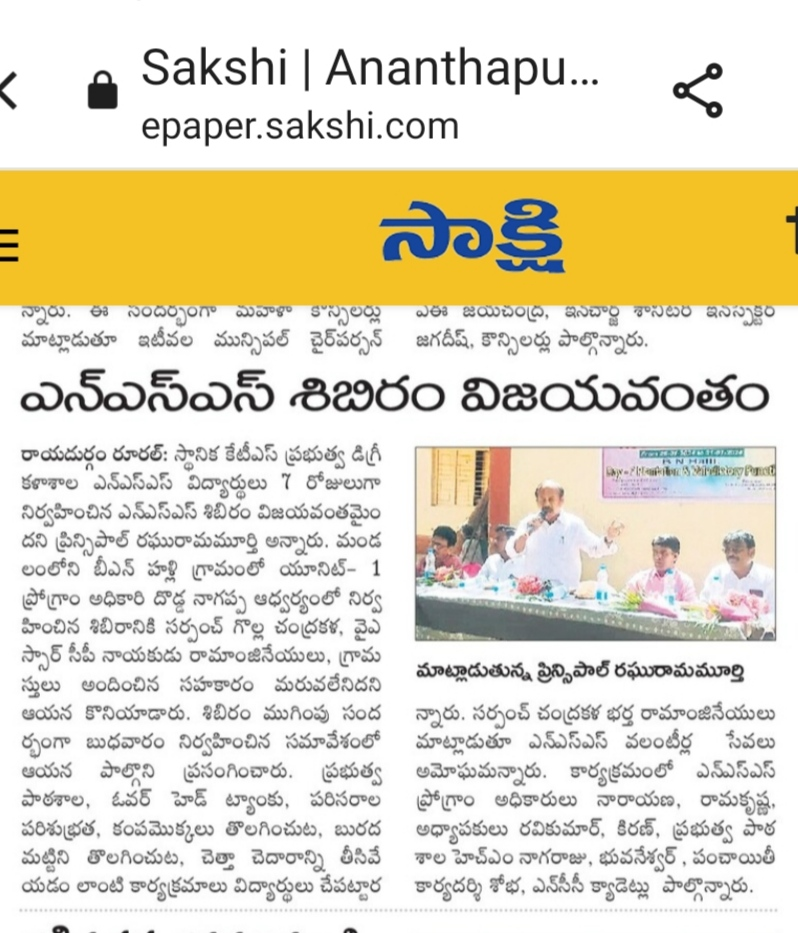 Sakshi | Ananthapu...
epaper.sakshi.com
సాక్షి
న్నారు. ఈ సందర్భంగా మహిళా కౌన్సిలర్లు
మాట్లాడుతూ ఇటీవల మున్సిపల్ చైర్‌పర్సన్
ఏఈ జయచంద్ర, ఇన్‌చార్జి శానిటరీ ఇన్‌స్పెక్టర్
జగదీష్, కౌన్సిలర్లు పాల్గొన్నారు.
ఎన్ఎస్ఎస్ శిబిరం విజయవంతం
రాయదుర్గం రూరల్: స్థానిక కేటీఎస్ ప్రభుత్వ డిగ్రీ
కళాశాల ఎన్ఎస్ఎస్ విద్యార్థులు 7 రోజులుగా
నిర్వహించిన ఎన్ఎస్ఎస్ శిబిరం విజయవంతమైం
దని ప్రిన్సిపాల్ రఘురామమూర్తి అన్నారు. మండ
లంలోని బీఎన్ హళ్లి గ్రామంలో యూనిట్- 1
ప్రోగ్రాం అధికారి దొడ్డ నాగప్ప ఆధ్వర్యంలో నిర్వ
హించిన శిబిరానికి సర్పంచ్ గొల్ల చంద్రకళ, వైఎ
స్సార్ సీపీ నాయకుడు రామాంజినేయులు, గ్రామ
స్తులు అందించిన సహకారం మరువలేనిదని
ఆయన కొనియాడారు. శిబిరం ముగింపు సంద
ర్భంగా బుధవారం నిర్వహించిన సమావేశంలో
ఆయన పాల్గొని ప్రసంగించారు. ప్రభుత్వ
పాఠశాల, ఓవర్ హెడ్ ట్యాంకు, పరిసరాల
పరిశుభ్రత, కంపమొక్కలు తొలగించుట, బురద
మట్టిని తొలగించుట, చెత్తా చెదారాన్ని తీసివే
యడం లాంటి కార్యక్రమాలు విద్యార్థులు చేపట్టార
మాట్లాడుతున్న ప్రిన్సిపాల్ రఘురామమూర్తి
న్నారు. సర్పంచ్ చంద్రకళ భర్త రామాంజినేయులు
మాట్లాడుతూ ఎన్ఎస్ఎస్ వలంటీర్ల సేవలు
అమోఘమన్నారు. కార్యక్రమంలో ఎన్ఎస్ఎస్
ప్రోగ్రాం అధికారులు నారాయణ, రామకృష్ణ,
అధ్యాపకులు రవికుమార్, కిరణ్, ప్రభుత్వ పాఠ
శాల హెచ్ఎం నాగరాజు, భువనేశ్వర్ , పంచాయితీ
కార్యదర్శి శోభ, ఎన్‌సీసీ క్యాడెట్లు పాల్గొన్నారు.